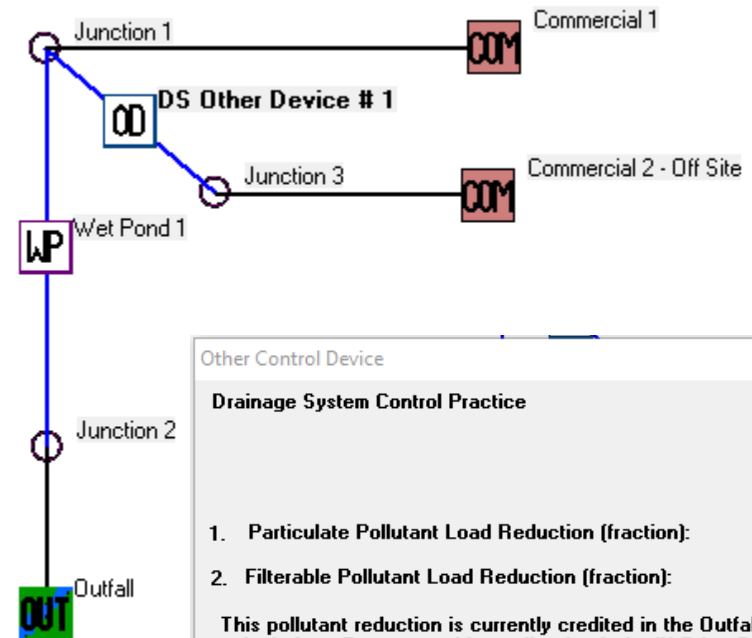 Junction 1
COM
Commercial 1
OD
DS Other Device # 1
Junction 3
COM
Commercial 2 - Off Site
WP
Wet Pond 1
Other Control Device
Drainage System Control Practice
Junction 2
1. Particulate Pollutant Load Reduction (fraction):
2. Filterable Pollutant Load Reduction (fraction):
OUT
Outfall
This pollutant reduction is currently credited in the Outfa